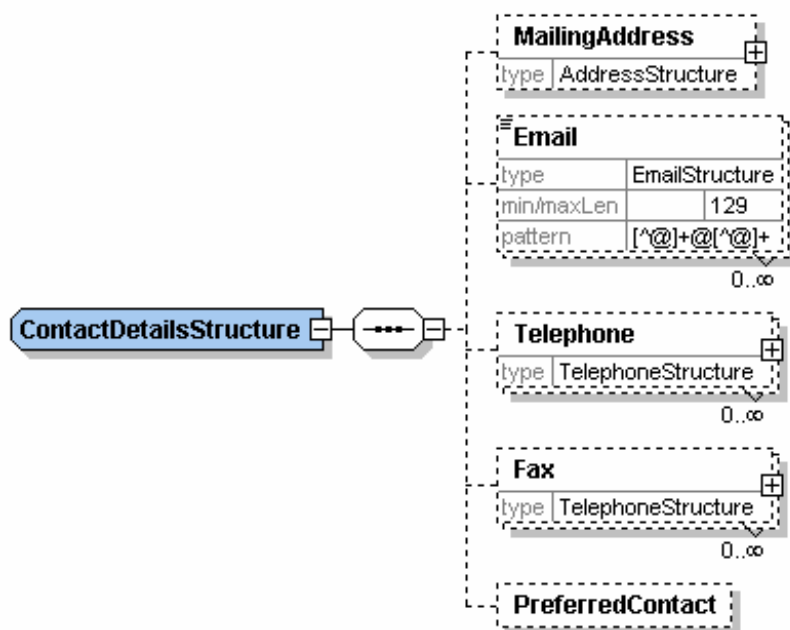 MailingAddress
type AddressStructure
Email
type EmailStructure
min/maxLen 129
pattern [^@]+@[^@]+
0..∞
ContactDetailsStructure
Telephone
type TelephoneStructure
0..∞
Fax
type TelephoneStructure
0..∞
PreferredContact